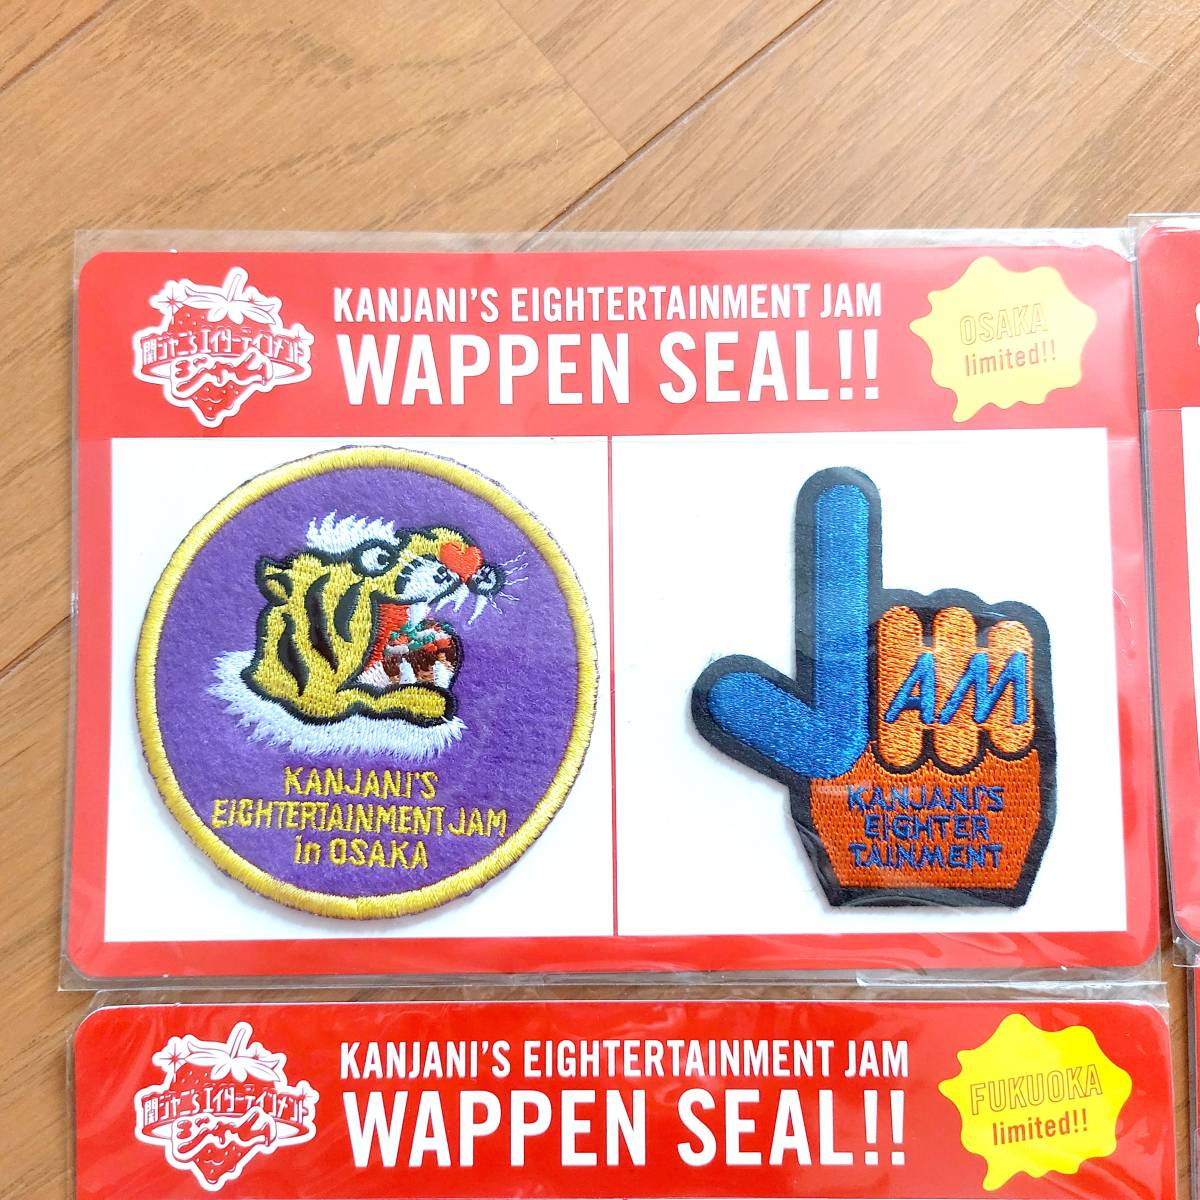 関ジャニ'sエイターテインメント
ジャム
KANJANI'S EIGHTERTAINMENT JAM
WAPPEN SEAL!!
OSAKA
limited!!
KANJANI'S
EIGHTERTAINMENT JAM
in OSAKA
AM
KANJANI'S
EIGHTER
TAINMENT
関ジャニ'sエイターテインメント
ジャム
KANJANI'S EIGHTERTAINMENT JAM
WAPPEN SEAL!!
FUKUOKA
limited!!